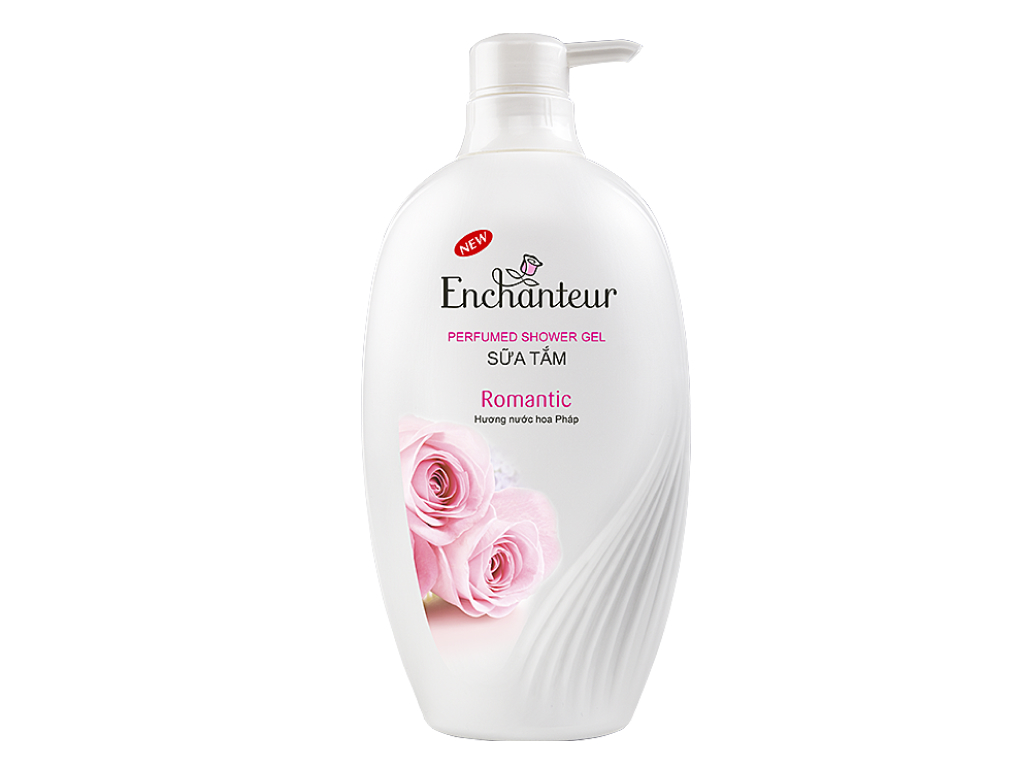 NEW
Enchanteur
PERFUMED SHOWER GEL
SỮA TẮM
Romantic
Hương nước hoa Pháp